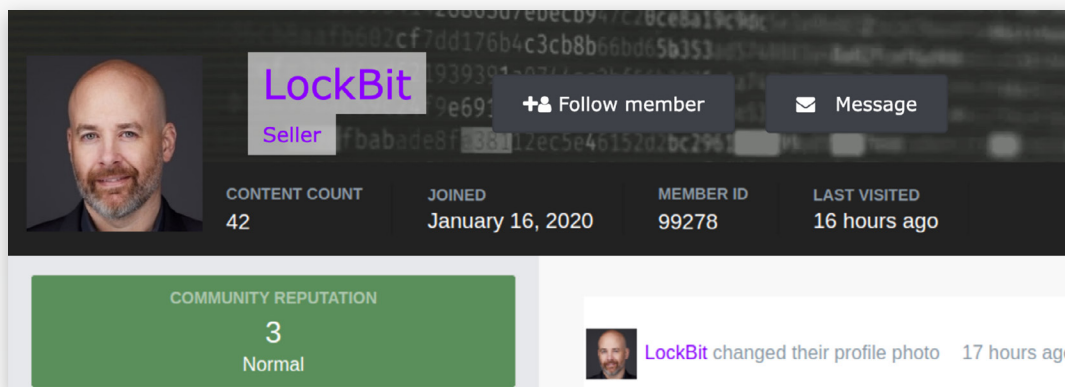 LockBit
Seller
Follow member
Message
CONTENT COUNT
42
JOINED
January 16, 2020
MEMBER ID
99278
LAST VISITED
16 hours ago
COMMUNITY REPUTATION
3
Normal
LockBit changed their profile photo 17 hours ago